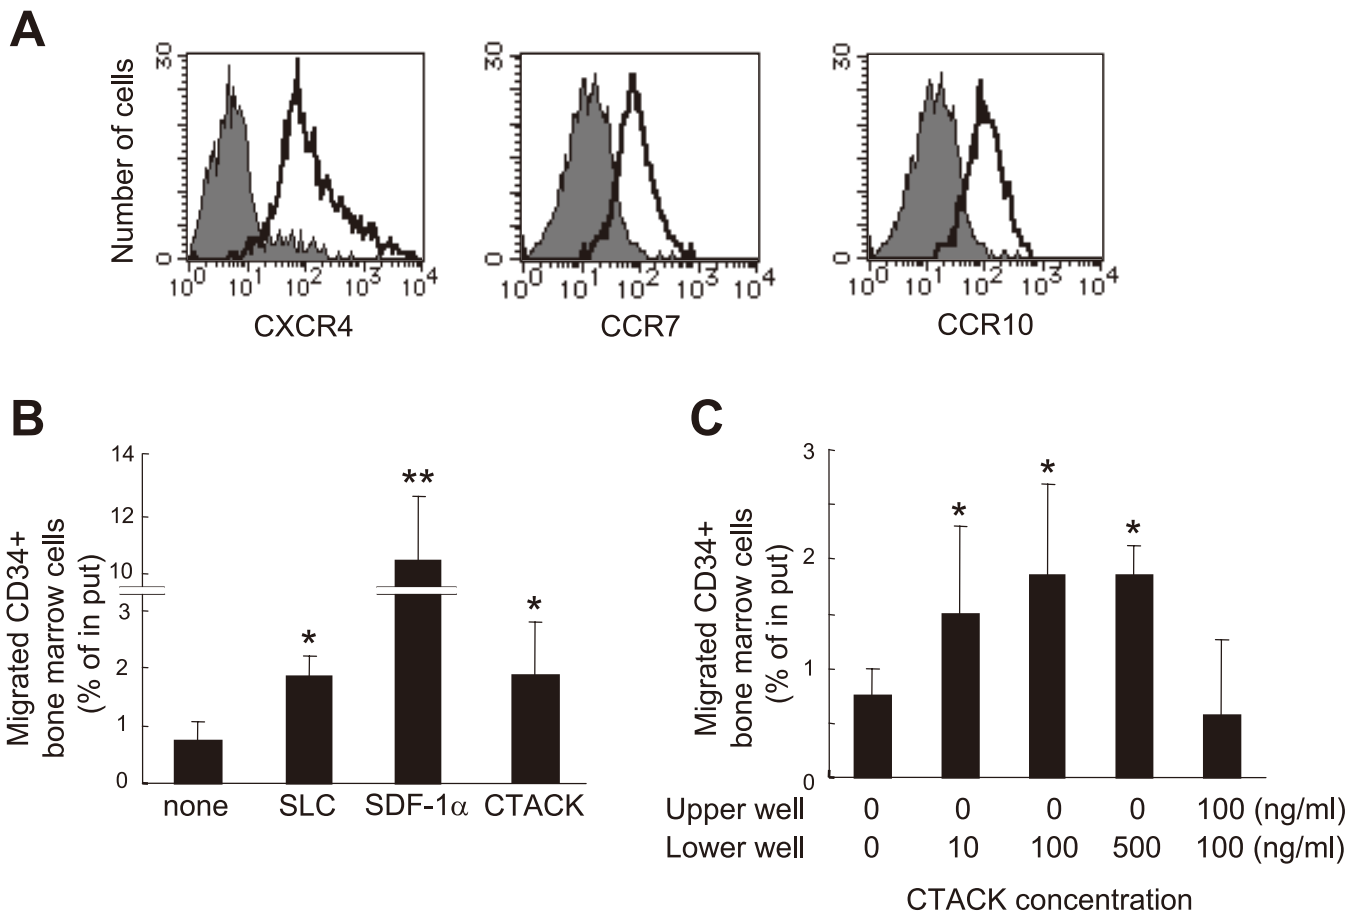 A
Number of cells
30
0
10^0 10^1 10^2 10^3 10^4
CXCR4
30
0
10^0 10^1 10^2 10^3 10^4
CCR7
30
0
10^0 10^1 10^2 10^3 10^4
CCR10
B
Migrated CD34+
bone marrow cells
(% of in put)
14
12
10
3
2
1
0
*
**
*
none SLC SDF-1α CTACK
C
Migrated CD34+
bone marrow cells
(% of in put)
3
2
1
0
*
*
*
Upper well 0 0 0 0 100 (ng/ml)
Lower well 0 10 100 500 100 (ng/ml)
CTACK concentration